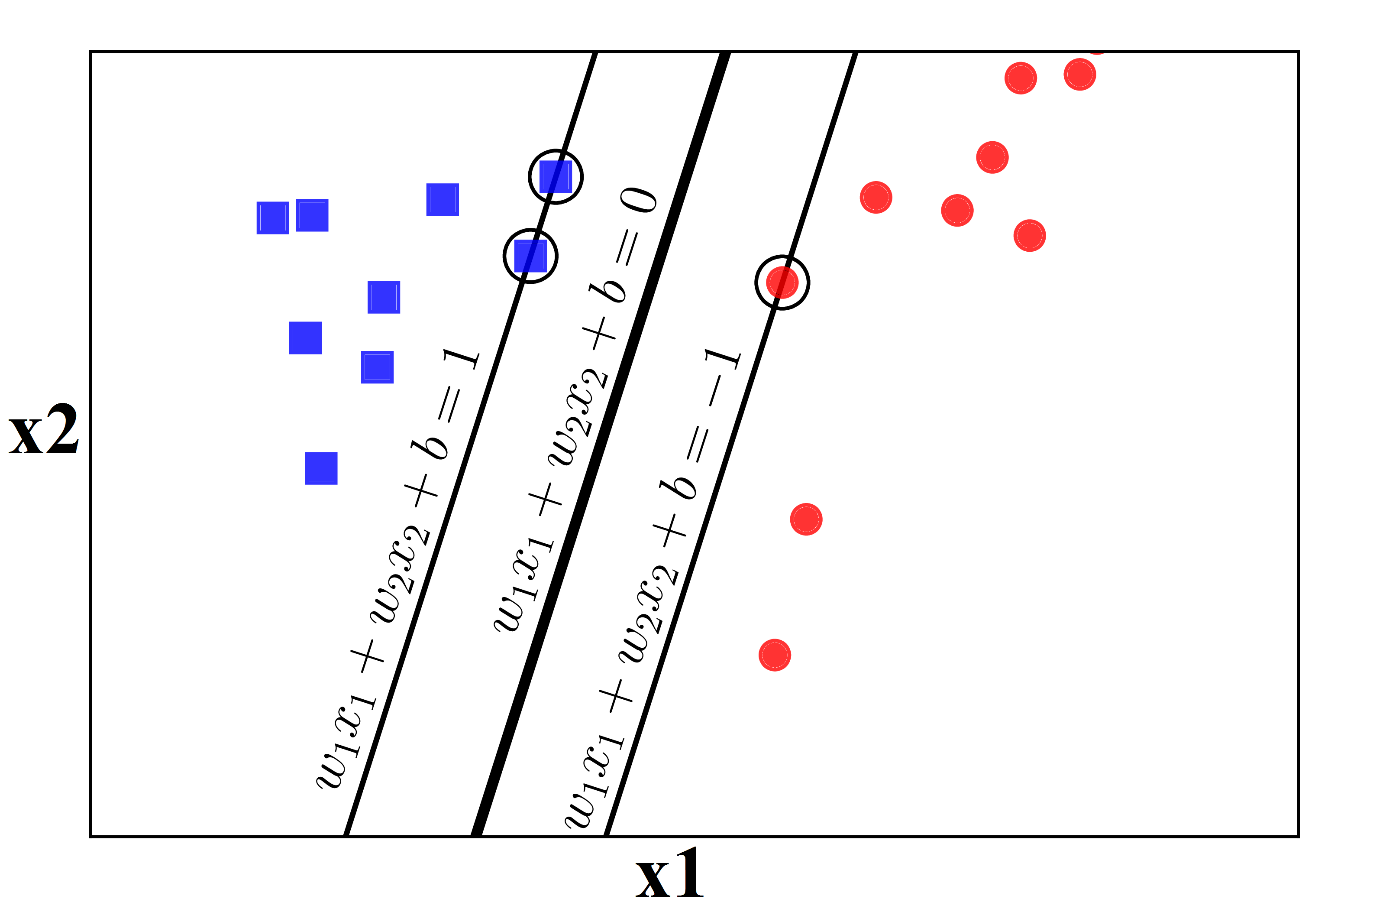 w₁x₁ + w₂x₂ + b = 1
w₁x₁ + w₂x₂ + b = 0
w₁x₁ + w₂x₂ + b = −1
x2
x1